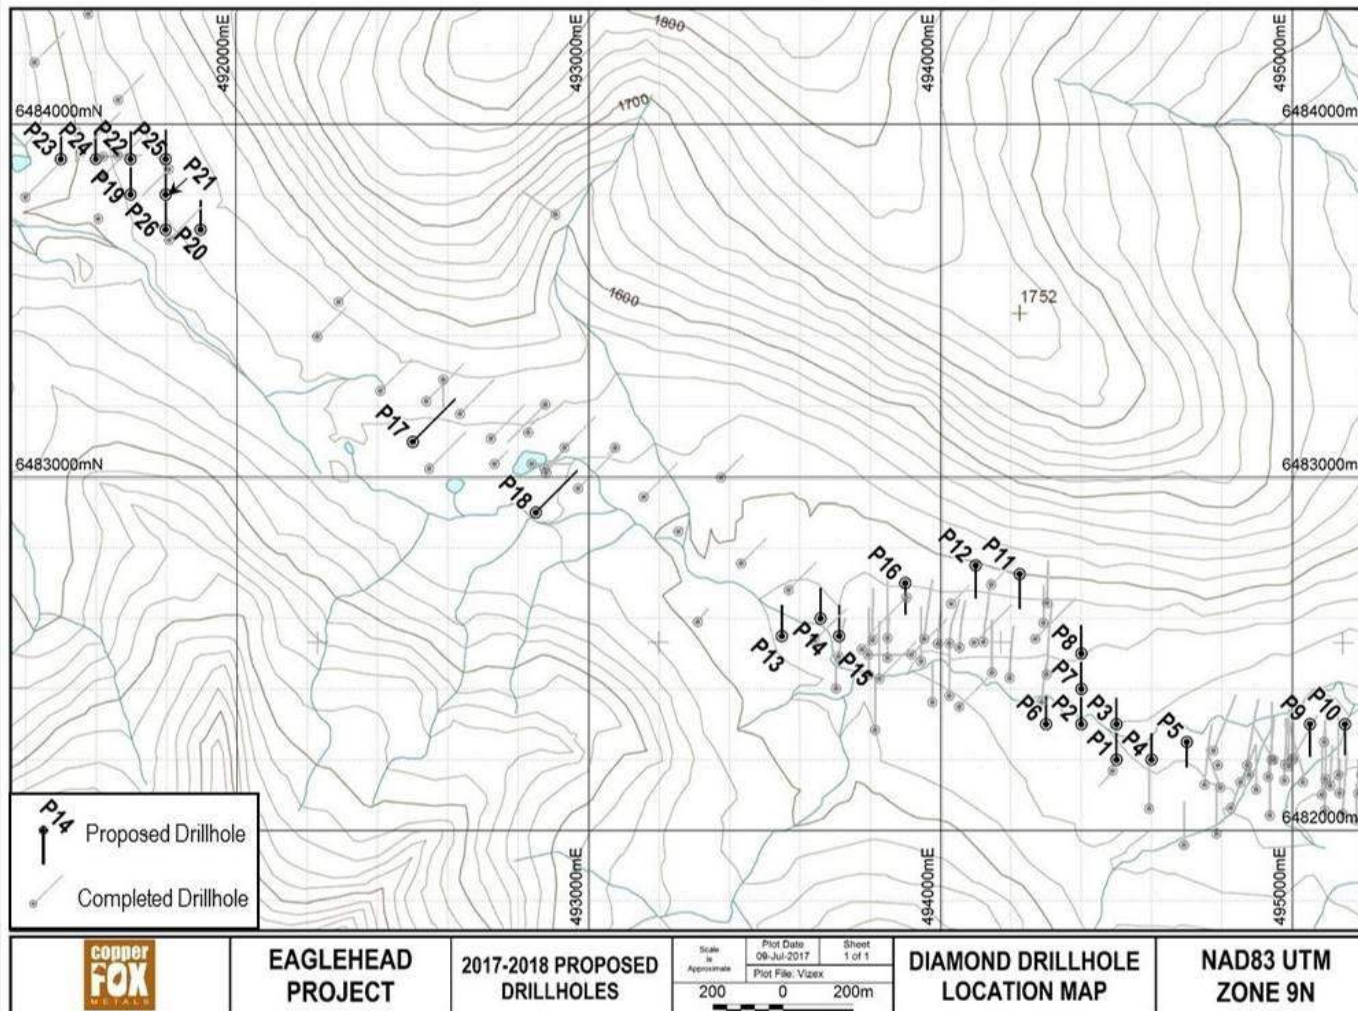 492000mE
493000mE
494000mE
495000mE
1800
1700
6484000mN
6484000m
P23
P24
P22
P25
P21
P19
P26
P20
1752
1600
P17
6483000mN
6483000m
P18
P16
P12
P11
P13
P14
P15
P8
P7
P6
P2
P3
P1
P4
P5
P9
P10
6482000m
P14
Proposed Drillhole
Completed Drillhole
493000mE
494000mE
495000mE
copper
FOX
METALS
EAGLEHEAD
PROJECT
2017-2018 PROPOSED
DRILLHOLES
Scale
is
Approximate
Plot Date
09-Jul-2017
Sheet
1 of 1
Plot File: Vizex
200 0 200m
DIAMOND DRILLHOLE
LOCATION MAP
NAD83 UTM
ZONE 9N